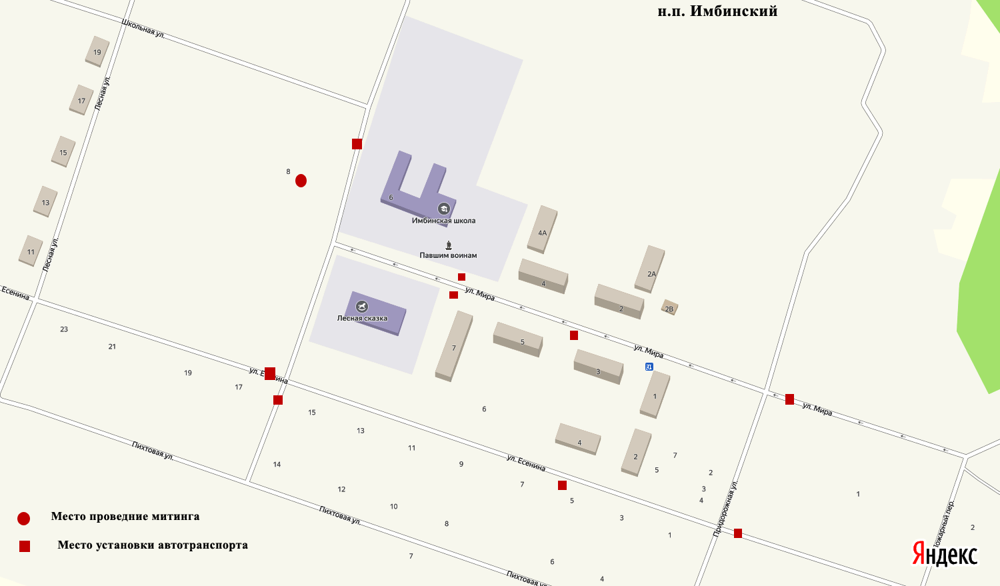 н.п. Имбинский
Школьная ул.
19
Лесная ул.
17
15
8
13
6
Имбинская школа
4А
11
Лесная ул.
Павшим воинам
2А
4
Есенина
ул. Мира
2
2В
Лесная сказка
23
21
7
5
ул. Мира
19
17
3
1
15
6
ул. Мира
13
11
4
2
Пихтовая ул.
14
9
ул. Есенина
7
5
2
12
7
3
4
1
10
5
Пихтовая ул.
8
3
1
Придорожная ул.
2
Место проведние митинга
Место установки автотранспорта
7
6
4
Пихтовая ул.
Яндекс